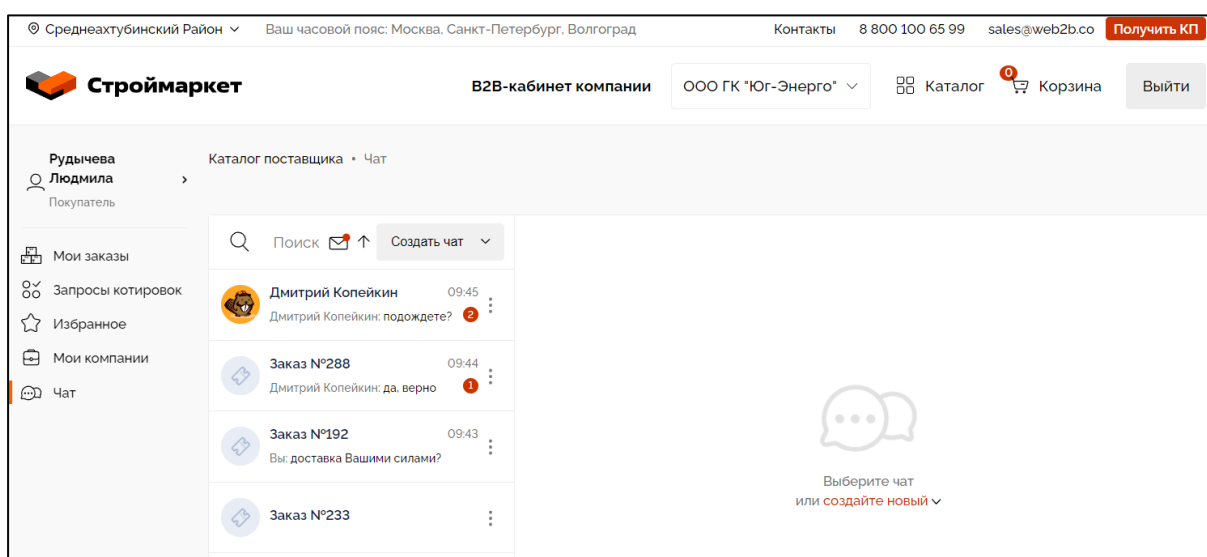 Среднеахтубинский Район Ваш часовой пояс: Москва, Санкт-Петербург, Волгоград Контакты 8 800 100 65 99 sales@web2b.co Получить КП
Строймаркет В2В-кабинет компании ООО ГК "Юг-Энерго" Каталог 0 Корзина Выйти
Рудычева
Людмила
Покупатель
Каталог поставщика • Чат
Мои заказы
Запросы котировок
Избранное
Мои компании
Чат
Поиск Создать чат
Дмитрий Копейкин 09:45
Дмитрий Копейкин: подождете? 2
Заказ №288 09:44
Дмитрий Копейкин: да, верно 1
Заказ №192 09:43
Вы: доставка Вашими силами?
Заказ №233
Выберите чат
или создайте новый